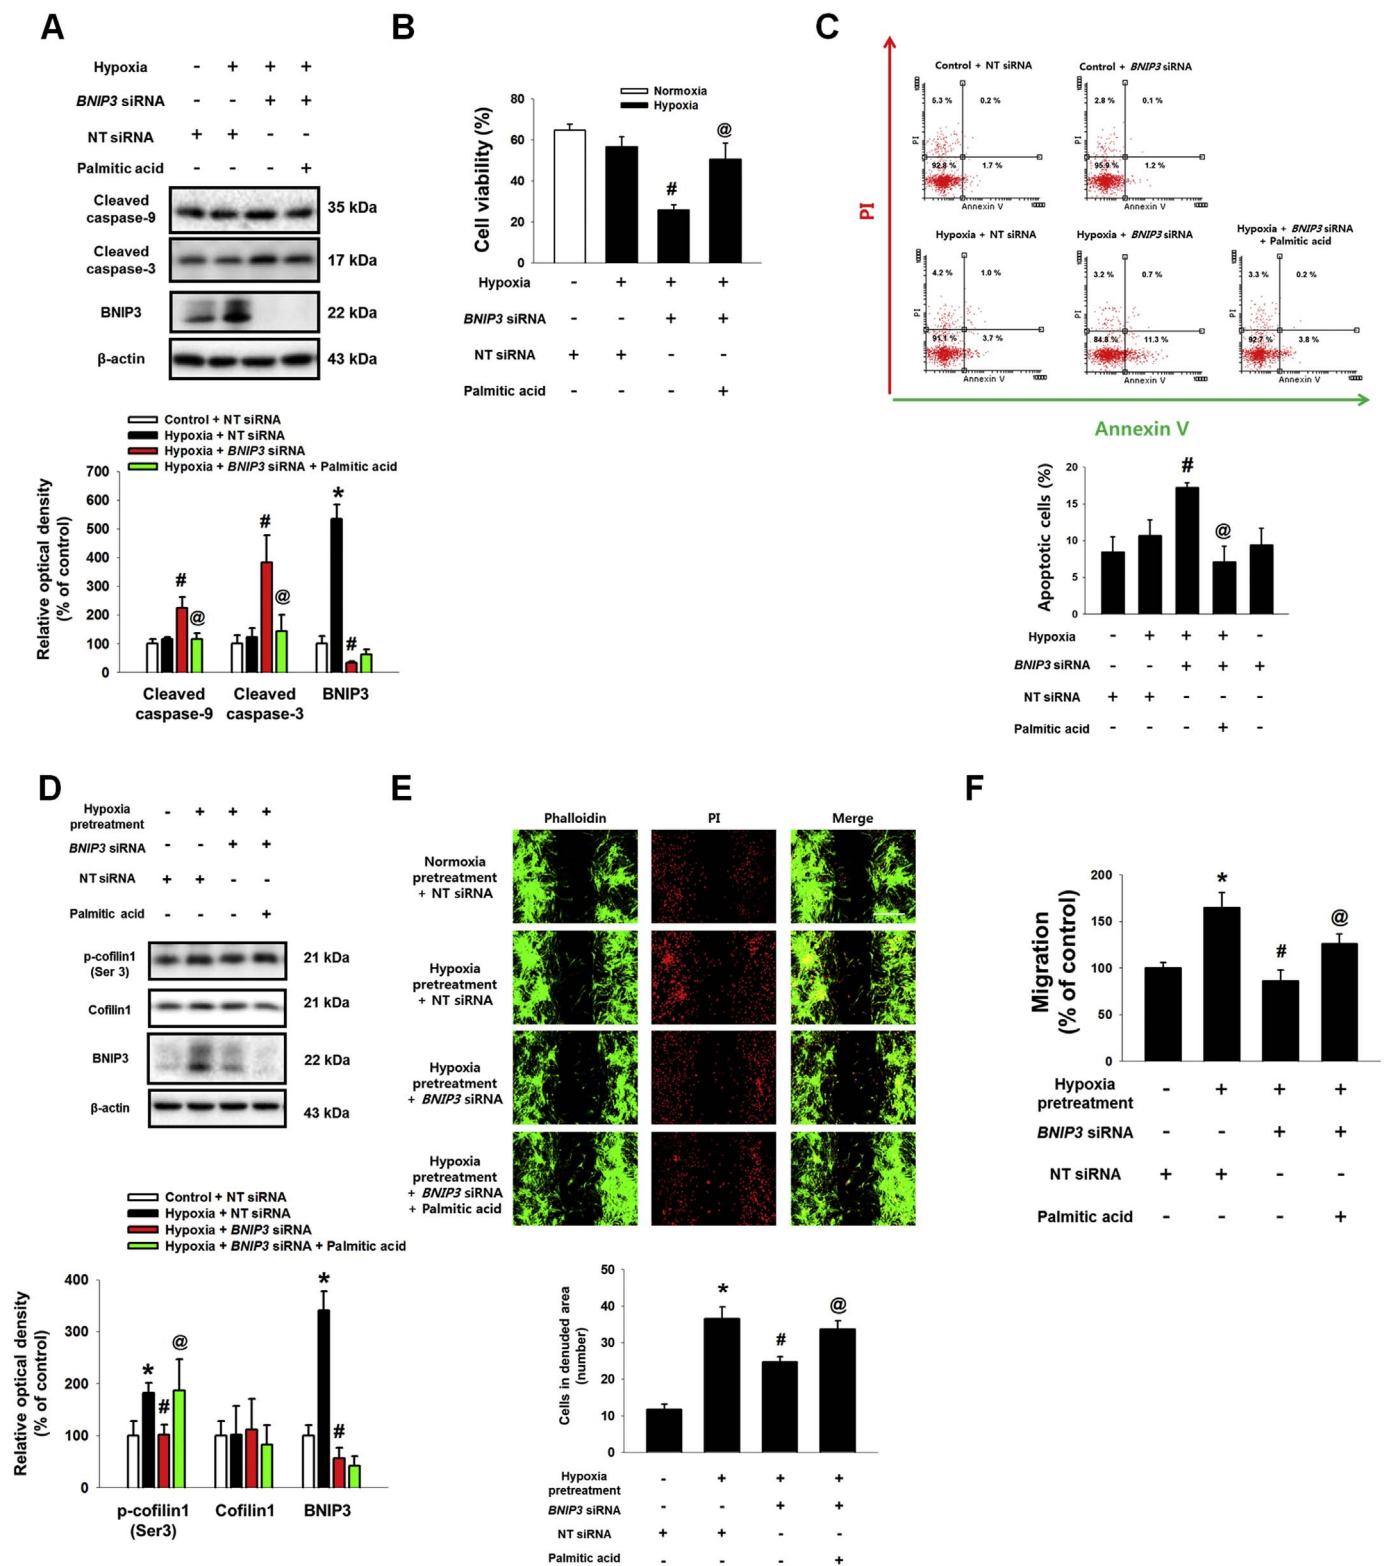 A
Hypoxia - + + +
BNIP3 siRNA - - + +
NT siRNA + + - -
Palmitic acid - - - +
Cleaved
caspase-9 35 kDa
Cleaved
caspase-3 17 kDa
BNIP3 22 kDa
β-actin 43 kDa
Control + NT siRNA
Hypoxia + NT siRNA
Hypoxia + BNIP3 siRNA
Hypoxia + BNIP3 siRNA + Palmitic acid
Relative optical density
(% of control)
700
600
500
400
300
200
100
0
# @ # @ * #
Cleaved
caspase-9
Cleaved
caspase-3
BNIP3
B
Normoxia
Hypoxia
Cell viability (%)
80
60
40
20
0
# @
Hypoxia - + + +
BNIP3 siRNA - - + +
NT siRNA + + - -
Palmitic acid - - - +
C
PI
Control + NT siRNA
5.3 % 0.2 %
92.8 % 1.7 %
PI
Annexin V
Control + BNIP3 siRNA
2.8 % 0.1 %
95.9 % 1.2 %
PI
Annexin V
Hypoxia + NT siRNA
4.2 % 1.0 %
91.1 % 3.7 %
PI
Annexin V
Hypoxia + BNIP3 siRNA
3.2 % 0.7 %
84.8 % 11.3 %
PI
Annexin V
Hypoxia + BNIP3 siRNA
+ Palmitic acid
3.3 % 0.2 %
92.7 % 3.8 %
PI
Annexin V
Annexin V
Apoptotic cells (%)
20
15
10
5
0
# @
Hypoxia - + + + -
BNIP3 siRNA - - + + +
NT siRNA + + - - -
Palmitic acid - - - + -
D
Hypoxia
pretreatment - + + +
BNIP3 siRNA - - + +
NT siRNA + + - -
Palmitic acid - - - +
p-cofilin1
(Ser 3) 21 kDa
Cofilin1 21 kDa
BNIP3 22 kDa
β-actin 43 kDa
Control + NT siRNA
Hypoxia + NT siRNA
Hypoxia + BNIP3 siRNA
Hypoxia + BNIP3 siRNA + Palmitic acid
Relative optical density
(% of control)
400
300
200
100
0
* # @ * #
p-cofilin1
(Ser3)
Cofilin1
BNIP3
E
Phalloidin PI Merge
Normoxia
pretreatment
+ NT siRNA
Hypoxia
pretreatment
+ NT siRNA
Hypoxia
pretreatment
+ BNIP3 siRNA
Hypoxia
pretreatment
+ BNIP3 siRNA
+ Palmitic acid
Cells in denuded area
(number)
50
40
30
20
10
0
* # @
Hypoxia
pretreatment - + + +
BNIP3 siRNA - - + +
NT siRNA + + - -
Palmitic acid - - - +
F
Migration
(% of control)
200
150
100
50
0
* # @
Hypoxia
pretreatment - + + +
BNIP3 siRNA - - + +
NT siRNA + + - -
Palmitic acid - - - +